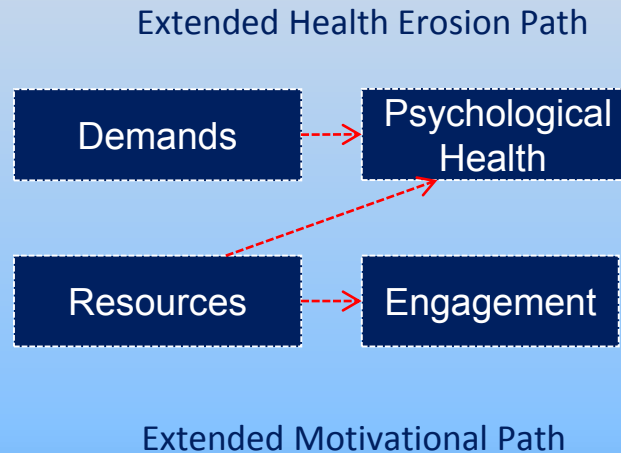 Extended Health Erosion Path
Demands
Psychological
Health
Resources
Engagement
Extended Motivational Path